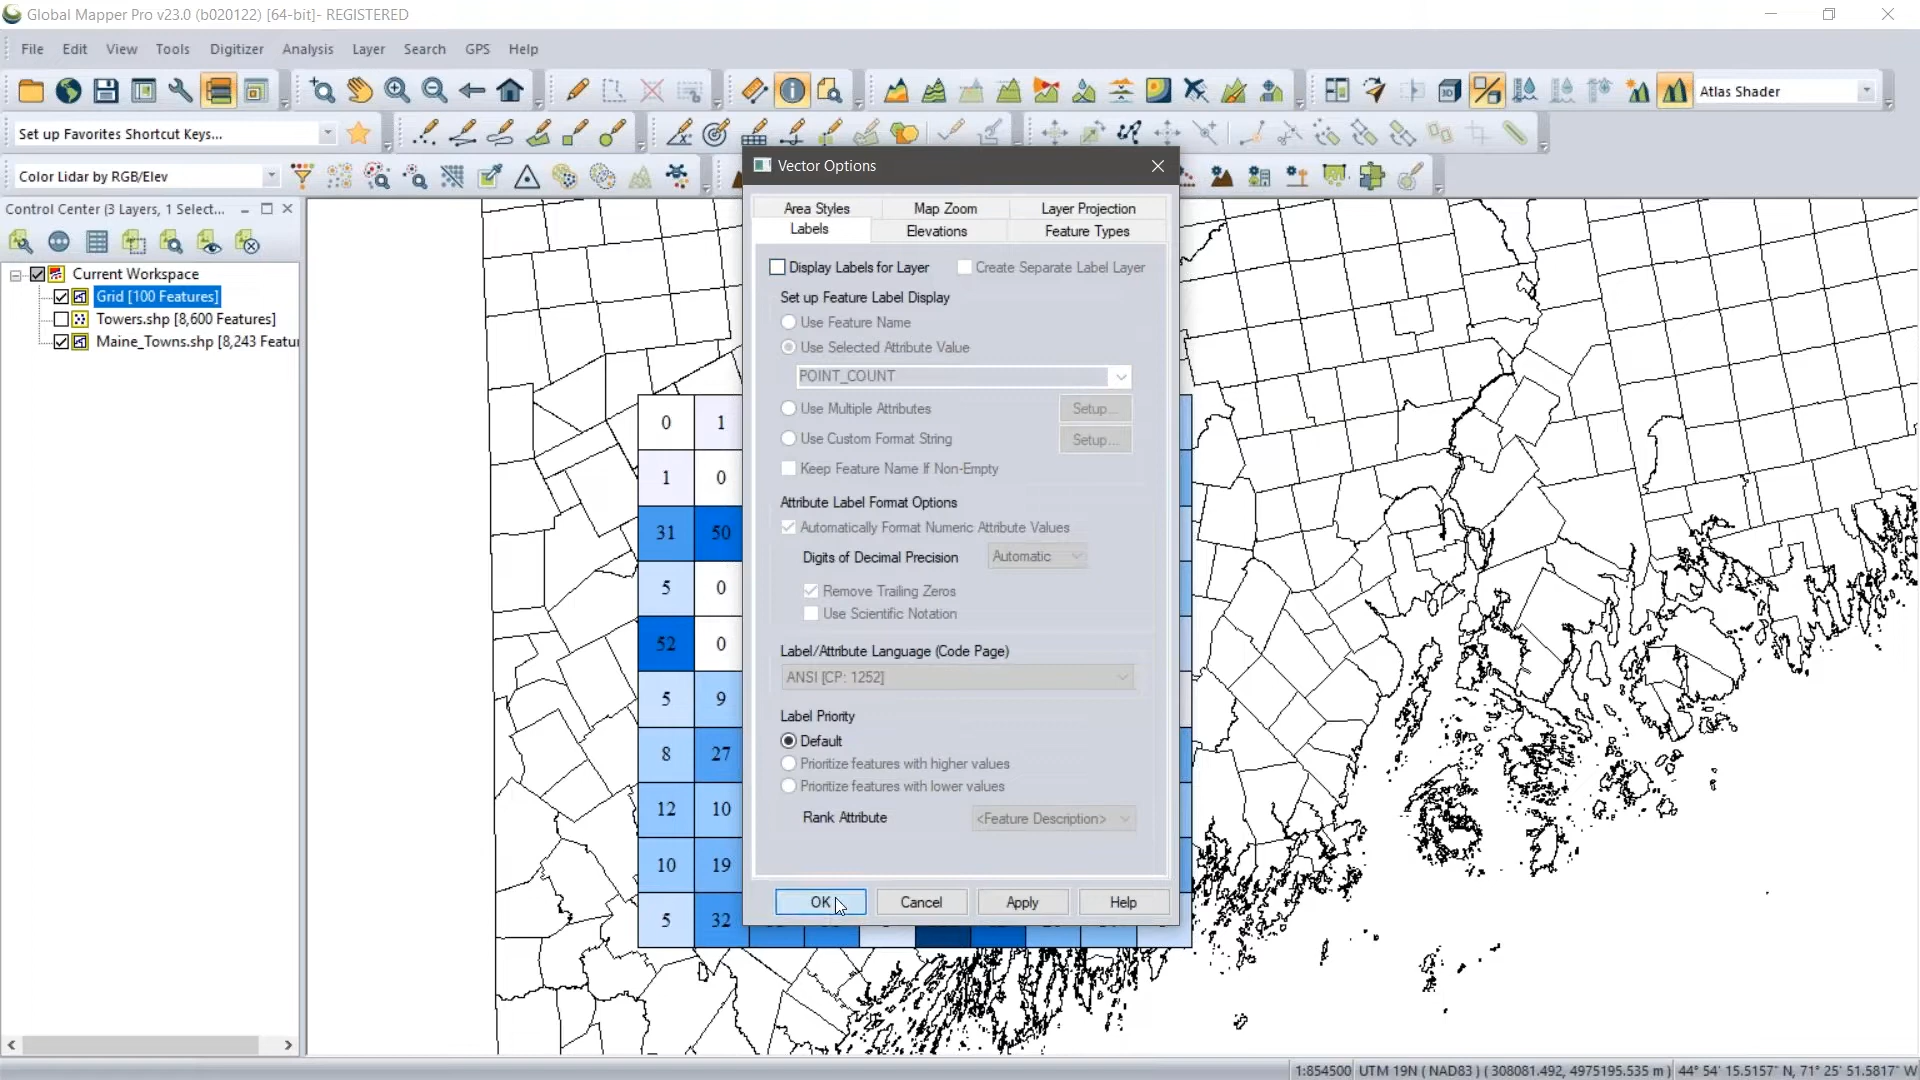 Global Mapper Pro v23.0 (b020122) [64-bit]- REGISTERED
File Edit View Tools Digitizer Analysis Layer Search GPS Help
Atlas Shader
Set up Favorites Shortcut Keys...
Color Lidar by RGB/Elev
Vector Options
Control Center (3 Layers, 1 Select...
Area Styles Map Zoom Layer Projection
Labels Elevations Feature Types
Current Workspace
Grid [100 Features]
Towers.shp [8,600 Features]
Maine_Towns.shp [8,243 Featu
Display Labels for Layer Create Separate Label Layer
Set up Feature Label Display
Use Feature Name
Use Selected Attribute Value
POINT_COUNT
Use Multiple Attributes Setup...
Use Custom Format String Setup...
Keep Feature Name If Non-Empty
Attribute Label Format Options
Automatically Format Numeric Attribute Values
Digits of Decimal Precision Automatic
Remove Trailing Zeros
Use Scientific Notation
Label/Attribute Language (Code Page)
ANSI [CP: 1252]
Label Priority
Default
Prioritize features with higher values
Prioritize features with lower values
Rank Attribute <Feature Description>
OK Cancel Apply Help
0 1
1 0
31 50
5 0
52 0
5 9
8 27
12 10
10 19
5 32
1:854500 UTM 19N ( NAD83 ) ( 308081.492, 4975195.535 m ) 44° 54' 15.5157" N, 71° 25' 51.5817" W